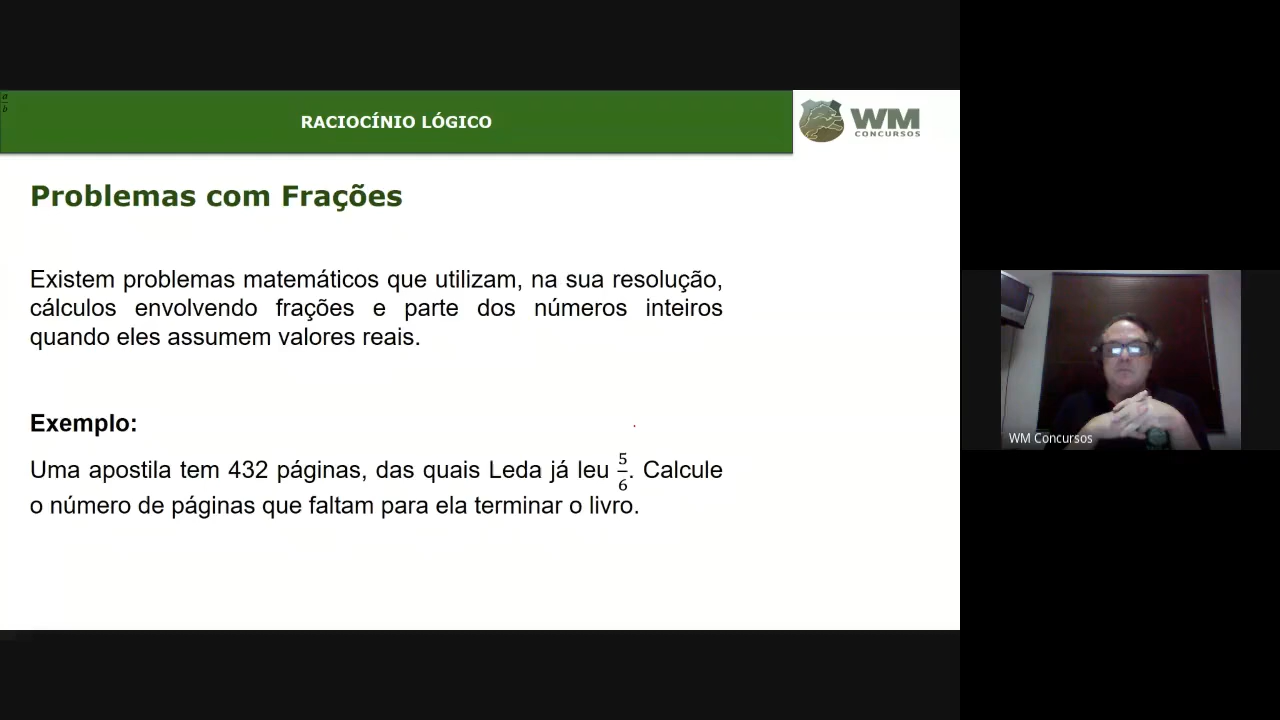 a
b
RACIOCÍNIO LÓGICO
WM
CONCURSOS
Problemas com Frações
Existem problemas matemáticos que utilizam, na sua resolução,
cálculos envolvendo frações e parte dos números inteiros
quando eles assumem valores reais.
Exemplo:
Uma apostila tem 432 páginas, das quais Leda já leu 5/6. Calcule
o número de páginas que faltam para ela terminar o livro.
WM Concursos